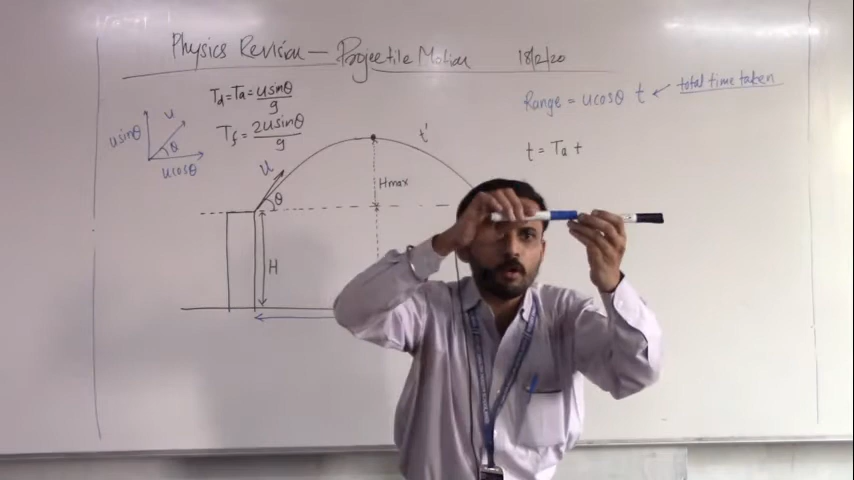 Physics Revision — Projectile Motion 18/2/20
Td = Ta = usinθ/g
Tf = 2usinθ/g
Range = ucosθ t ← total time taken
t = Ta +
usinθ
u
θ
ucosθ
u
θ
t'
Hmax
H